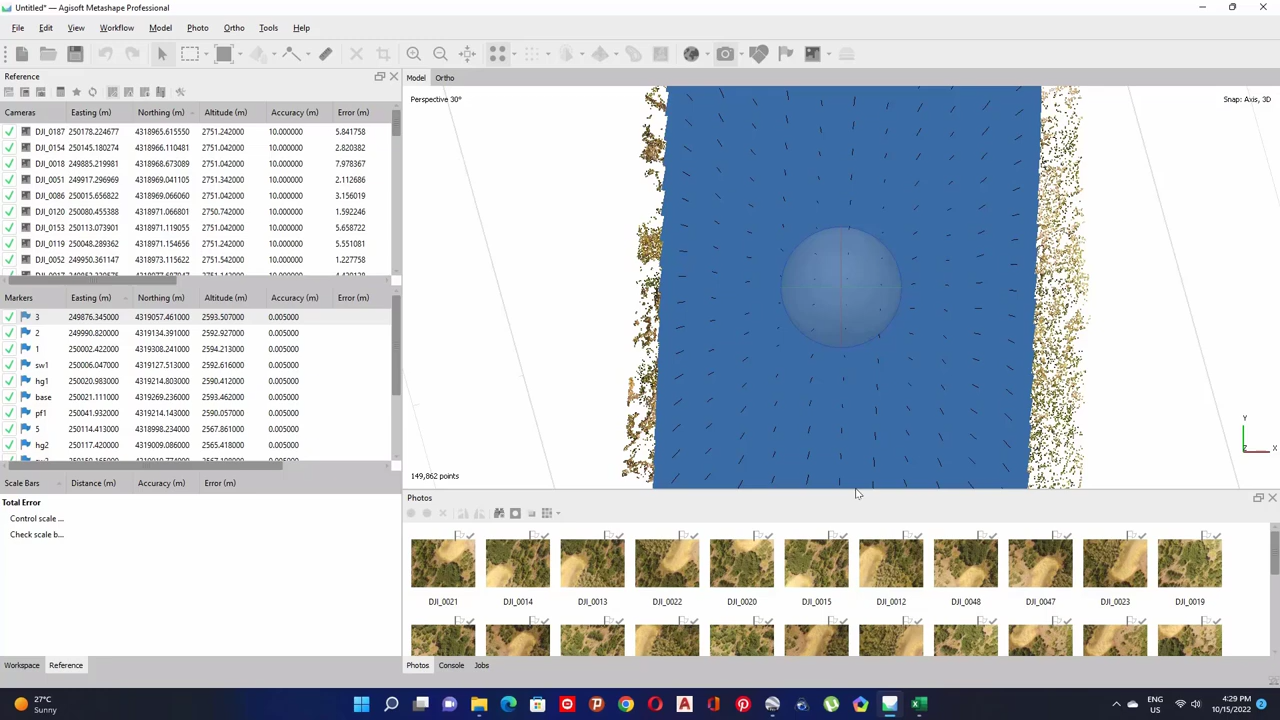 Untitled* — Agisoft Metashape Professional
File Edit View Workflow Model Photo Ortho Tools Help
Reference
Model Ortho
Perspective 30°
Snap: Axis, 3D
Cameras Easting (m) Northing (m) Altitude (m) Accuracy (m) Error (m)
DJI_0187 250178.224677 4318965.615550 2751.242000 10.000000 5.841758
DJI_0154 250145.180274 4318966.110481 2751.042000 10.000000 2.820382
DJI_0018 249885.219981 4318968.673089 2751.042000 10.000000 7.978367
DJI_0051 249917.296969 4318969.041105 2751.342000 10.000000 2.112686
DJI_0086 250015.656822 4318969.066060 2751.342000 10.000000 3.156019
DJI_0120 250080.455388 4318971.066801 2750.742000 10.000000 1.592246
DJI_0153 250113.073901 4318971.119055 2751.042000 10.000000 5.658722
DJI_0119 250048.289362 4318971.154656 2751.242000 10.000000 5.551081
DJI_0052 249950.361147 4318973.115622 2751.342000 10.000000 1.227758
Markers Easting (m) Northing (m) Altitude (m) Accuracy (m) Error (m)
3 249876.345000 4319057.461000 2593.507000 0.005000
2 249990.820000 4319134.391000 2592.927000 0.005000
1 250002.422000 4319308.241000 2594.213000 0.005000
sw1 250006.047000 4319249.364000 2592.616000 0.005000
hg1 250020.983000 4319214.803000 2590.412000 0.005000
base 250021.111000 4319269.236000 2593.462000 0.005000
pf1 250041.932000 4319214.143000 2590.057000 0.005000
5 250114.413000 4318998.253000 2567.861000 0.005000
hg2 250117.420000 4319009.086000 2565.418000 0.005000
Scale Bars Distance (m) Accuracy (m) Error (m)
Total Error
Control scale ...
Check scale b...
Y
X
149,862 points
Photos
DJI_0021 DJI_0014 DJI_0013 DJI_0022 DJI_0020 DJI_0015 DJI_0012 DJI_0048 DJI_0047 DJI_0023 DJI_0019
Workspace Reference
Photos Console Jobs
27°C
Sunny
ENG
US
4:29 PM
10/15/2022